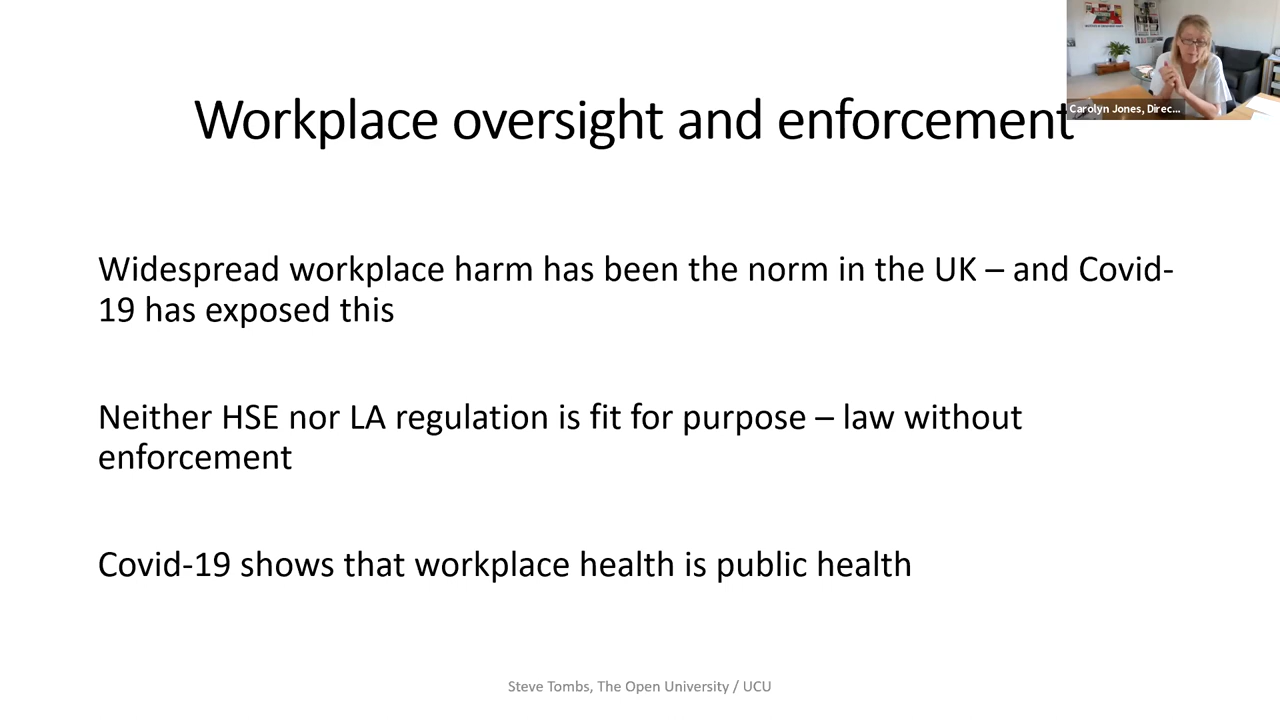 Workplace oversight and enforcement
Carolyn Jones, Direc...
Widespread workplace harm has been the norm in the UK – and Covid-
19 has exposed this
Neither HSE nor LA regulation is fit for purpose – law without
enforcement
Covid-19 shows that workplace health is public health
Steve Tombs, The Open University / UCU